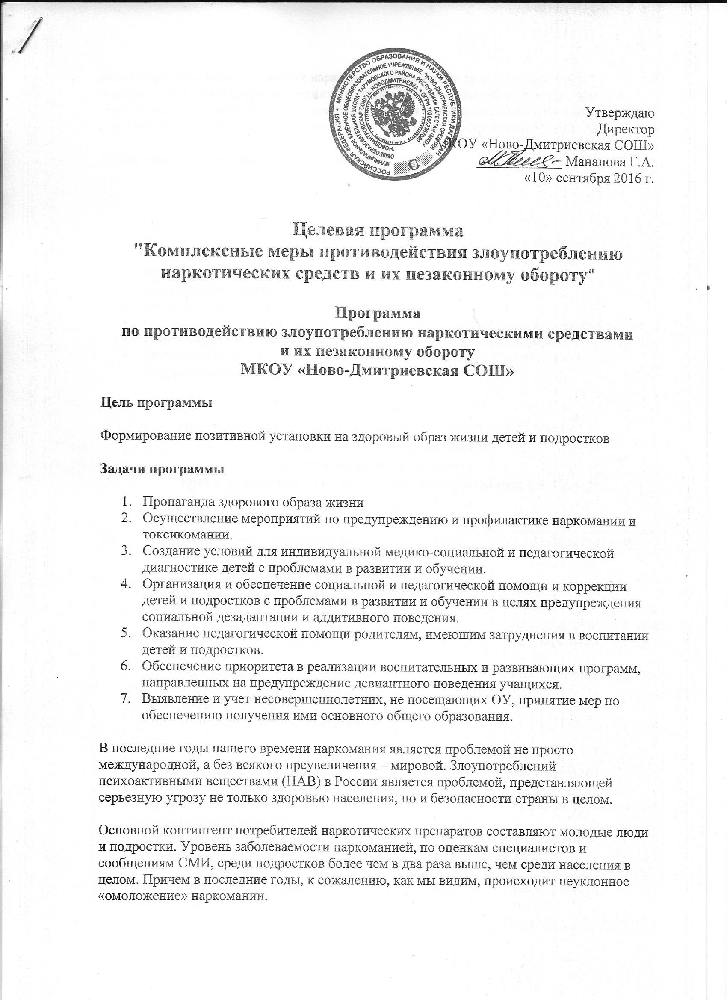 РОССИЙСКАЯ ФЕДЕРАЦИЯ • МИНИСТЕРСТВО ОБРАЗОВАНИЯ И НАУКИ РЕСПУБЛИКИ ДАГЕСТАН
МУНИЦИПАЛЬНОЕ КАЗЕННОЕ ОБЩЕОБРАЗОВАТЕЛЬНОЕ УЧРЕЖДЕНИЕ "НОВО-ДМИТРИЕВСКАЯ СРЕДНЯЯ
ОБЩЕОБРАЗОВАТЕЛЬНАЯ ШКОЛА" ТАРУМОВСКОГО РАЙОНА РЕСПУБЛИКИ ДАГЕСТАН (МКОУ
"НОВОДМИТРОВСКАЯ СОШ") с. НОВОДМИТРИЕВКА • ОГРН 1020502387080
Утверждаю
Директор
МКОУ «Ново-Дмитриевская СОШ»
Манапова Г.А.
«10» сентября 2016 г.
Целевая программа
"Комплексные меры противодействия злоупотреблению
наркотических средств и их незаконному обороту"
Программа
по противодействию злоупотреблению наркотическими средствами
и их незаконному обороту
МКОУ «Ново-Дмитриевская СОШ»
Цель программы
Формирование позитивной установки на здоровый образ жизни детей и подростков
Задачи программы
1. Пропаганда здорового образа жизни
2. Осуществление мероприятий по предупреждению и профилактике наркомании и
токсикомании.
3. Создание условий для индивидуальной медико-социальной и педагогической
диагностике детей с проблемами в развитии и обучении.
4. Организация и обеспечение социальной и педагогической помощи и коррекции
детей и подростков с проблемами в развитии и обучении в целях предупреждения
социальной дезадаптации и аддитивного поведения.
5. Оказание педагогической помощи родителям, имеющим затруднения в воспитании
детей и подростков.
6. Обеспечение приоритета в реализации воспитательных и развивающих программ,
направленных на предупреждение девиантного поведения учащихся.
7. Выявление и учет несовершеннолетних, не посещающих ОУ, принятие мер по
обеспечению получения ими основного общего образования.
В последние годы нашего времени наркомания является проблемой не просто
международной, а без всякого преувеличения – мировой. Злоупотреблений
психоактивными веществами (ПАВ) в России является проблемой, представляющей
серьезную угрозу не только здоровью населения, но и безопасности страны в целом.
Основной контингент потребителей наркотических препаратов составляют молодые люди
и подростки. Уровень заболеваемости наркоманией, по оценкам специалистов и
сообщениям СМИ, среди подростков более чем в два раза выше, чем среди населения в
целом. Причем в последние годы, к сожалению, как мы видим, происходит неуклонное
«омоложение» наркомании.